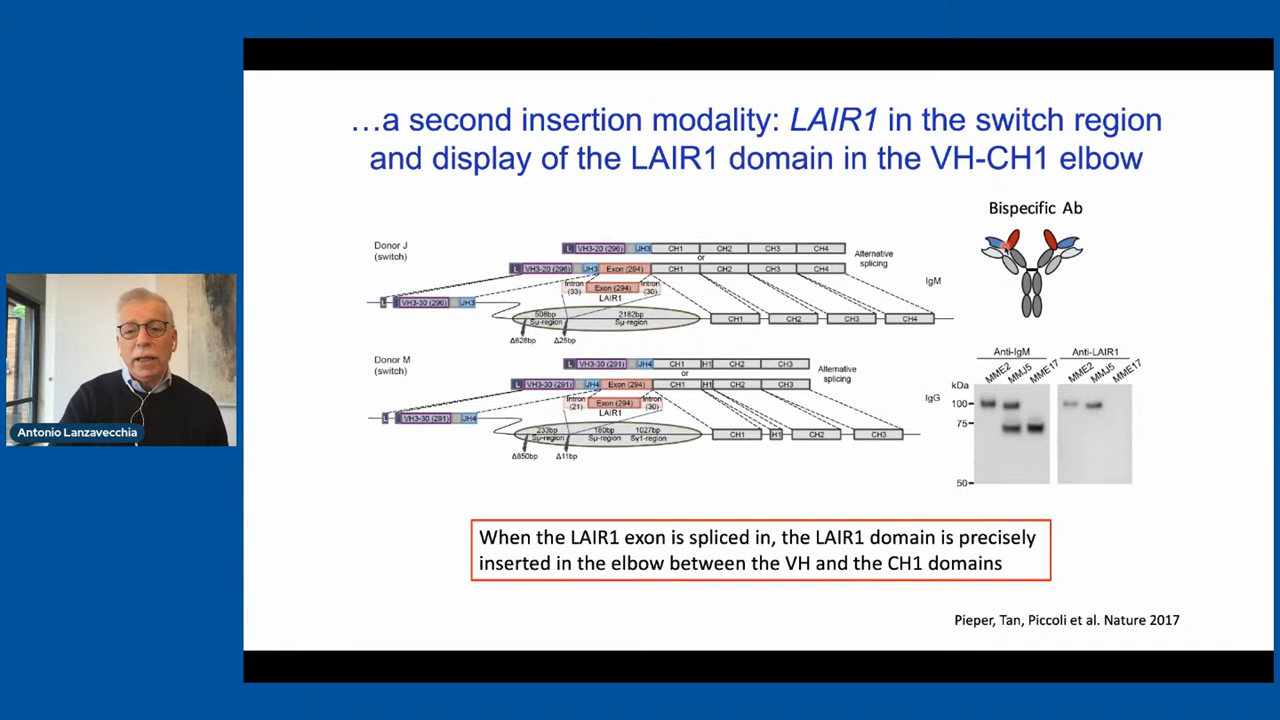 …a second insertion modality: LAIR1 in the switch region
and display of the LAIR1 domain in the VH-CH1 elbow
Bispecific Ab
Donor J
(switch)
L VH3-20 (296) JH3 CH1 CH2 CH3 CH4
or
Alternative
splicing
L VH3-20 (296) JH3 Exon (294) CH1 CH2 CH3 CH4
Intron
(33)
Exon (294)
Intron
(30)
LAIR1
IgM
L VH3-30 (296) JH3
508bp
Sμ-region
2182bp
Sμ-region
CH1 CH2 CH3 CH4
Δ628bp Δ25bp
Donor M
(switch)
VH3-30 (291) JH4 CH1 H1 CH2 CH3
or
Alternative
splicing
L VH3-30 (291) JH4 Exon (294) CH1 H1 CH2 CH3
Intron
(21)
Exon (294)
Intron
(30)
LAIR1
IgG
VH3-30 (291) JH4
233bp
Sμ-region
180bp
Sμ-region
1027bp
Sγ1-region
CH1 H1 CH2 CH3
Δ850bp Δ11bp
Anti-IgM Anti-LAIR1
MME2 MMJ5 MME17 MME2 MMJ5 MME17
kDa
100
75
50
When the LAIR1 exon is spliced in, the LAIR1 domain is precisely
inserted in the elbow between the VH and the CH1 domains
Pieper, Tan, Piccoli et al. Nature 2017
Antonio Lanzavecchia